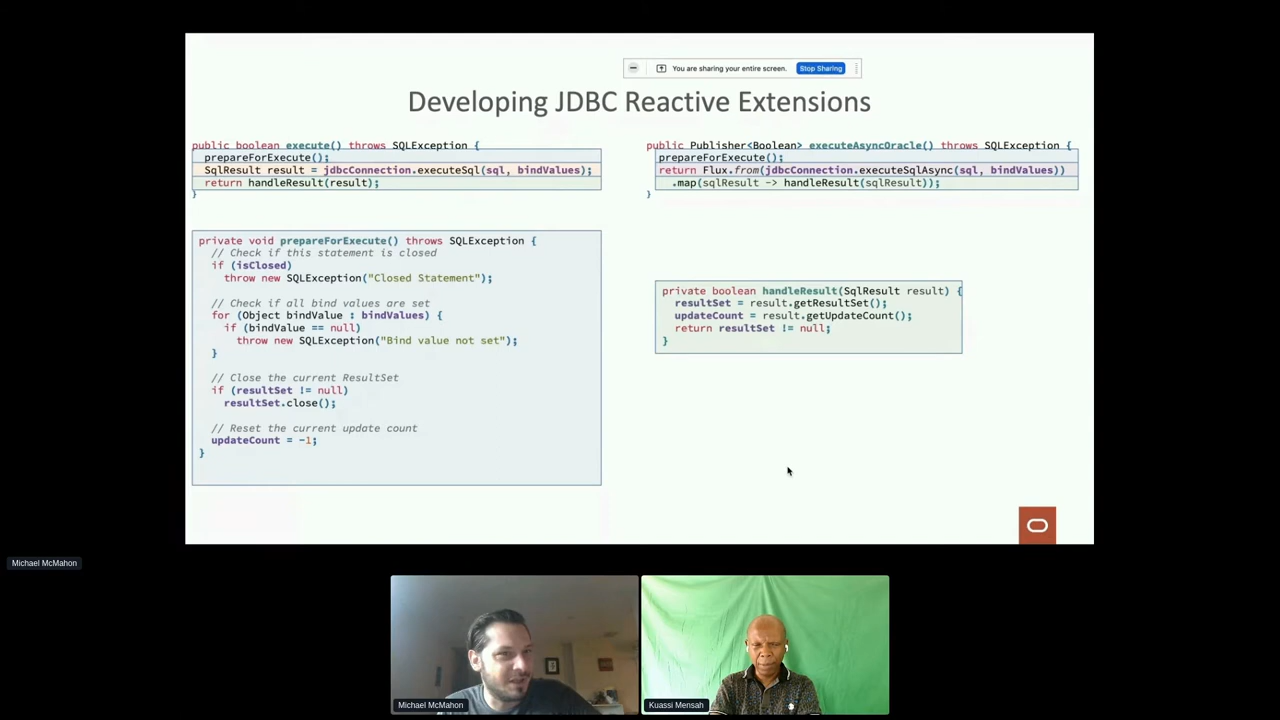 You are sharing your entire screen. Stop Sharing
Developing JDBC Reactive Extensions
public boolean execute() throws SQLException {
prepareForExecute();
SqlResult result = jdbcConnection.executeSql(sql, bindValues);
return handleResult(result);
}
public Publisher<Boolean> executeAsyncOracle() throws SQLException {
prepareForExecute();
return Flux.from(jdbcConnection.executeSqlAsync(sql, bindValues))
.map(sqlResult -> handleResult(sqlResult));
}
private void prepareForExecute() throws SQLException {
// Check if this statement is closed
if (isClosed)
throw new SQLException("Closed Statement");
// Check if all bind values are set
for (Object bindValue : bindValues) {
if (bindValue == null)
throw new SQLException("Bind value not set");
}
// Close the current ResultSet
if (resultSet != null)
resultSet.close();
// Reset the current update count
updateCount = -1;
}
private boolean handleResult(SqlResult result) {
resultSet = result.getResultSet();
updateCount = result.getUpdateCount();
return resultSet != null;
}
Michael McMahon
Michael McMahon
Kuassi Mensah